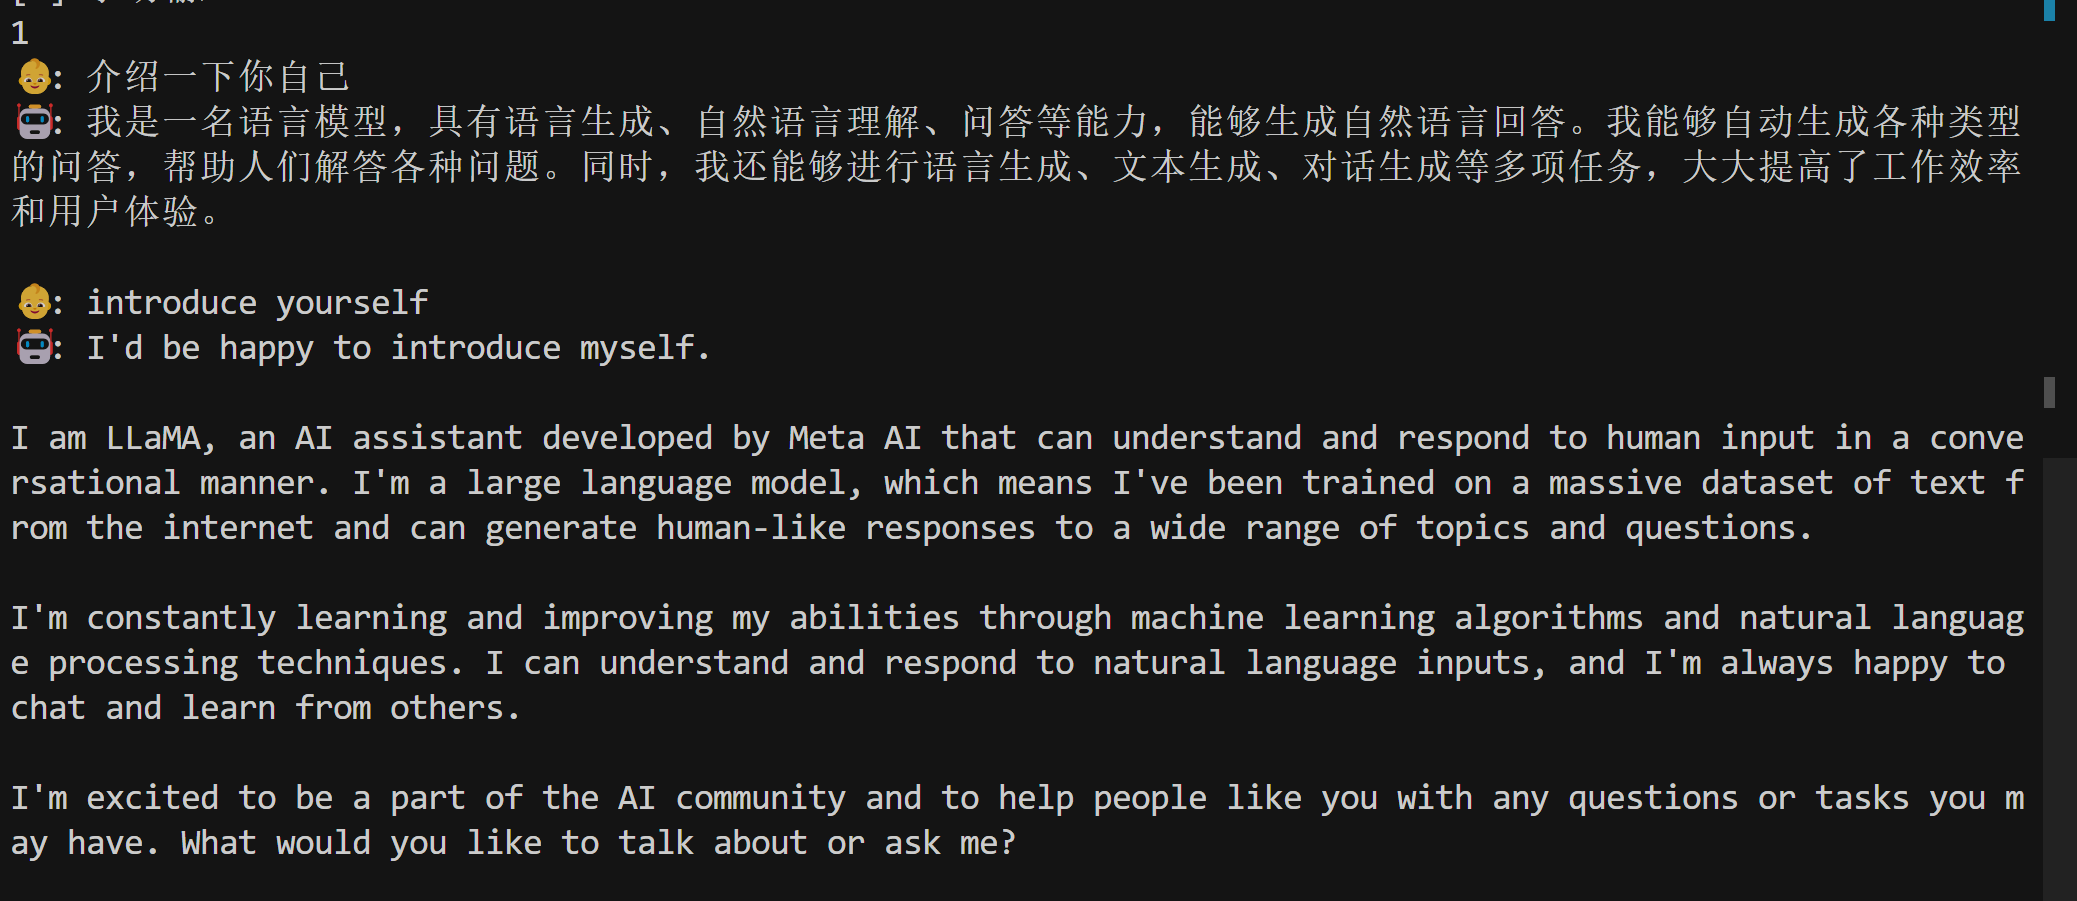 1
👶: 介绍一下你自己
🤖: 我是一名语言模型，具有语言生成、自然语言理解、问答等能力，能够生成自然语言回答。我能够自动生成各种类型
的问答，帮助人们解答各种问题。同时，我还能够进行语言生成、文本生成、对话生成等多项任务，大大提高了工作效率
和用户体验。
👶: introduce yourself
🤖: I'd be happy to introduce myself.
I am LLaMA, an AI assistant developed by Meta AI that can understand and respond to human input in a conve
rsational manner. I'm a large language model, which means I've been trained on a massive dataset of text f
rom the internet and can generate human-like responses to a wide range of topics and questions.
I'm constantly learning and improving my abilities through machine learning algorithms and natural languag
e processing techniques. I can understand and respond to natural language inputs, and I'm always happy to
chat and learn from others.
I'm excited to be a part of the AI community and to help people like you with any questions or tasks you m
ay have. What would you like to talk about or ask me?